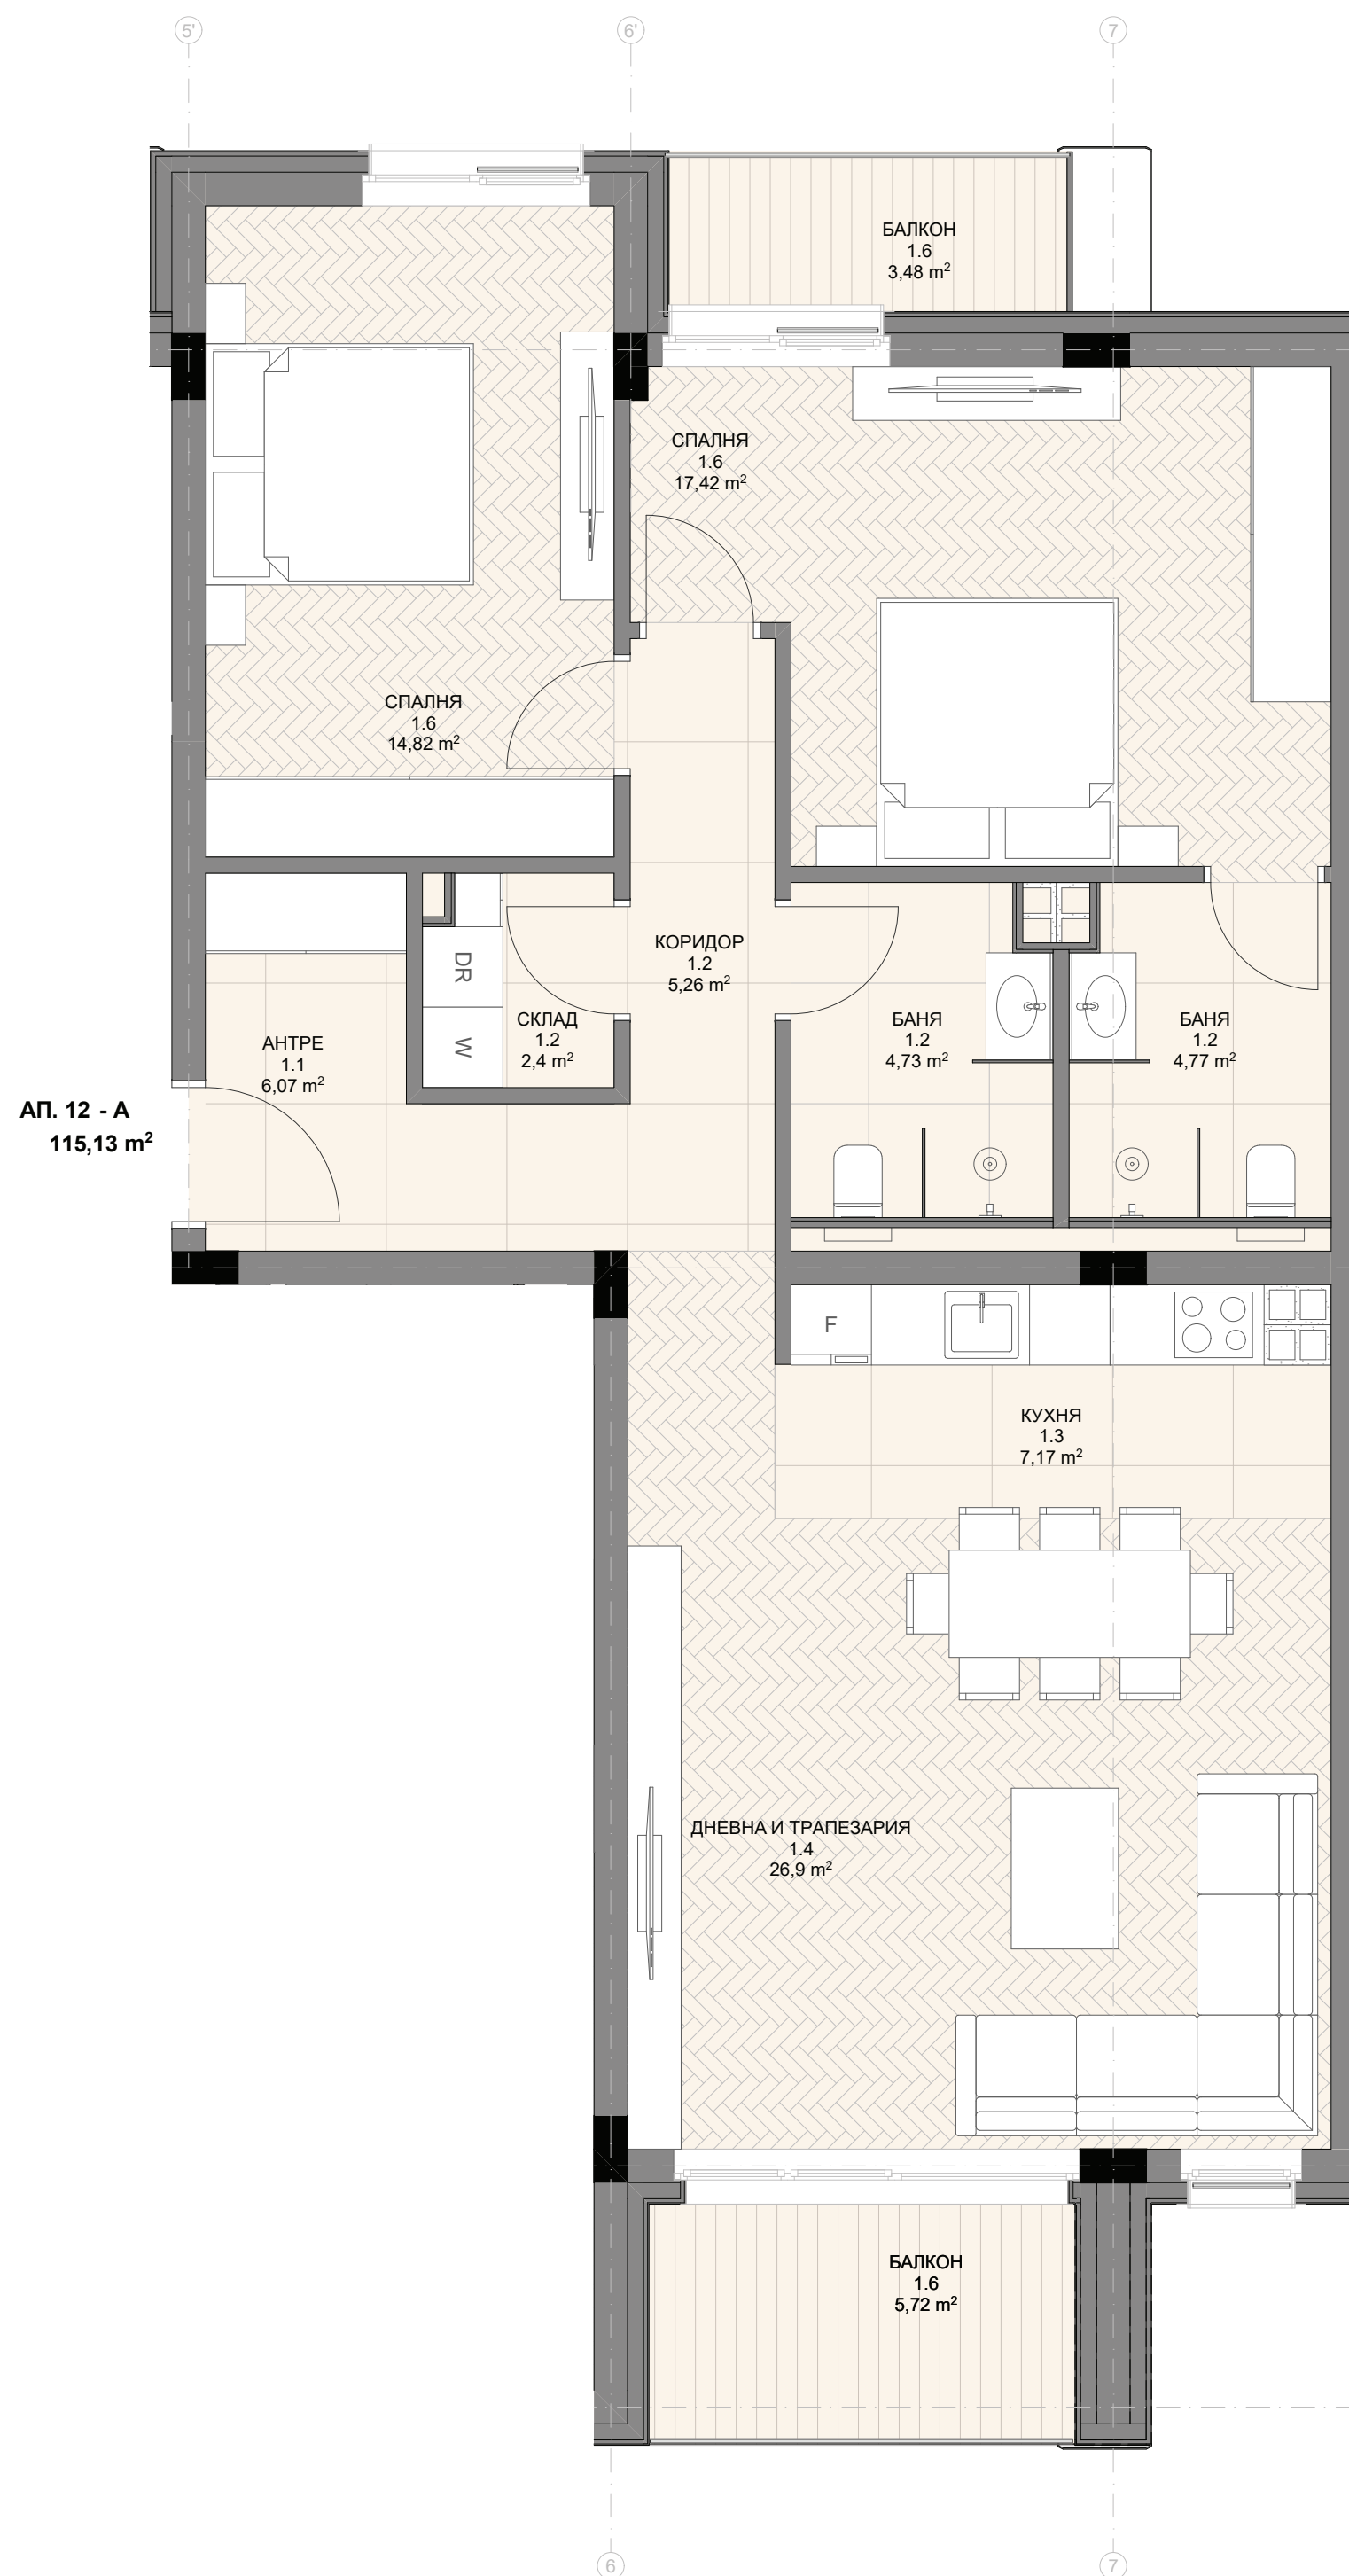 5'
6'
7
БАЛКОН
1.6
3,48 m²
СПАЛНЯ
1.6
17,42 m²
СПАЛНЯ
1.6
14,82 m²
КОРИДОР
1.2
5,26 m²
DR
W
СКЛАД
1.2
2,4 m²
БАНЯ
1.2
4,73 m²
БАНЯ
1.2
4,77 m²
АНТРЕ
1.1
6,07 m²
АП. 12 - А
115,13 m²
F
КУХНЯ
1.3
7,17 m²
ДНЕВНА И ТРАПЕЗАРИЯ
1.4
26,9 m²
БАЛКОН
1.6
5,72 m²
6
7